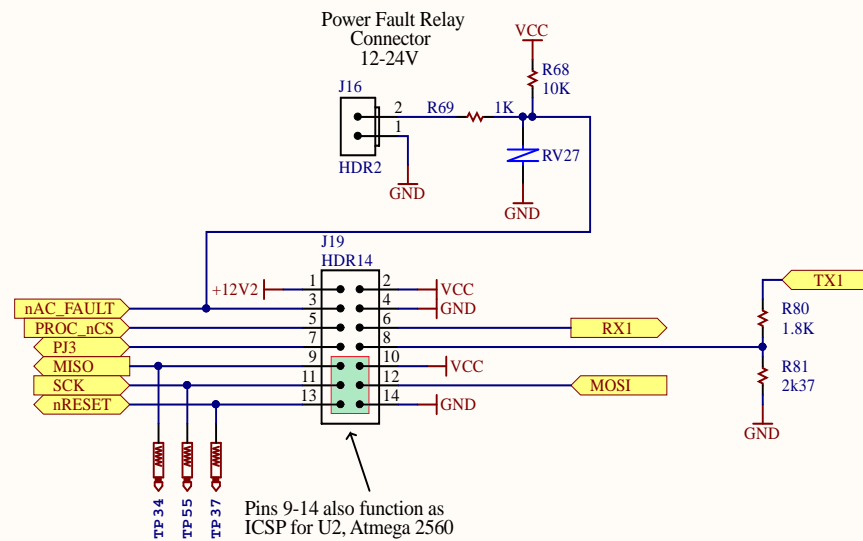 Power Fault Relay
Connector
12-24V
VCC
J16
R68
10K
2
R69
1K
1
RV27
HDR2
GND
GND
J19
HDR14
TX1
+12V2
1
2
VCC
nAC_FAULT
3
4
GND
R80
1.8K
PROC_nCS
5
6
RX1
PJ3
7
8
MISO
9
10
VCC
R81
2k37
SCK
11
12
MOSI
nRESET
13
14
GND
GND
TP34
TP55
TP37
Pins 9-14 also function as
ICSP for U2, Atmega 2560